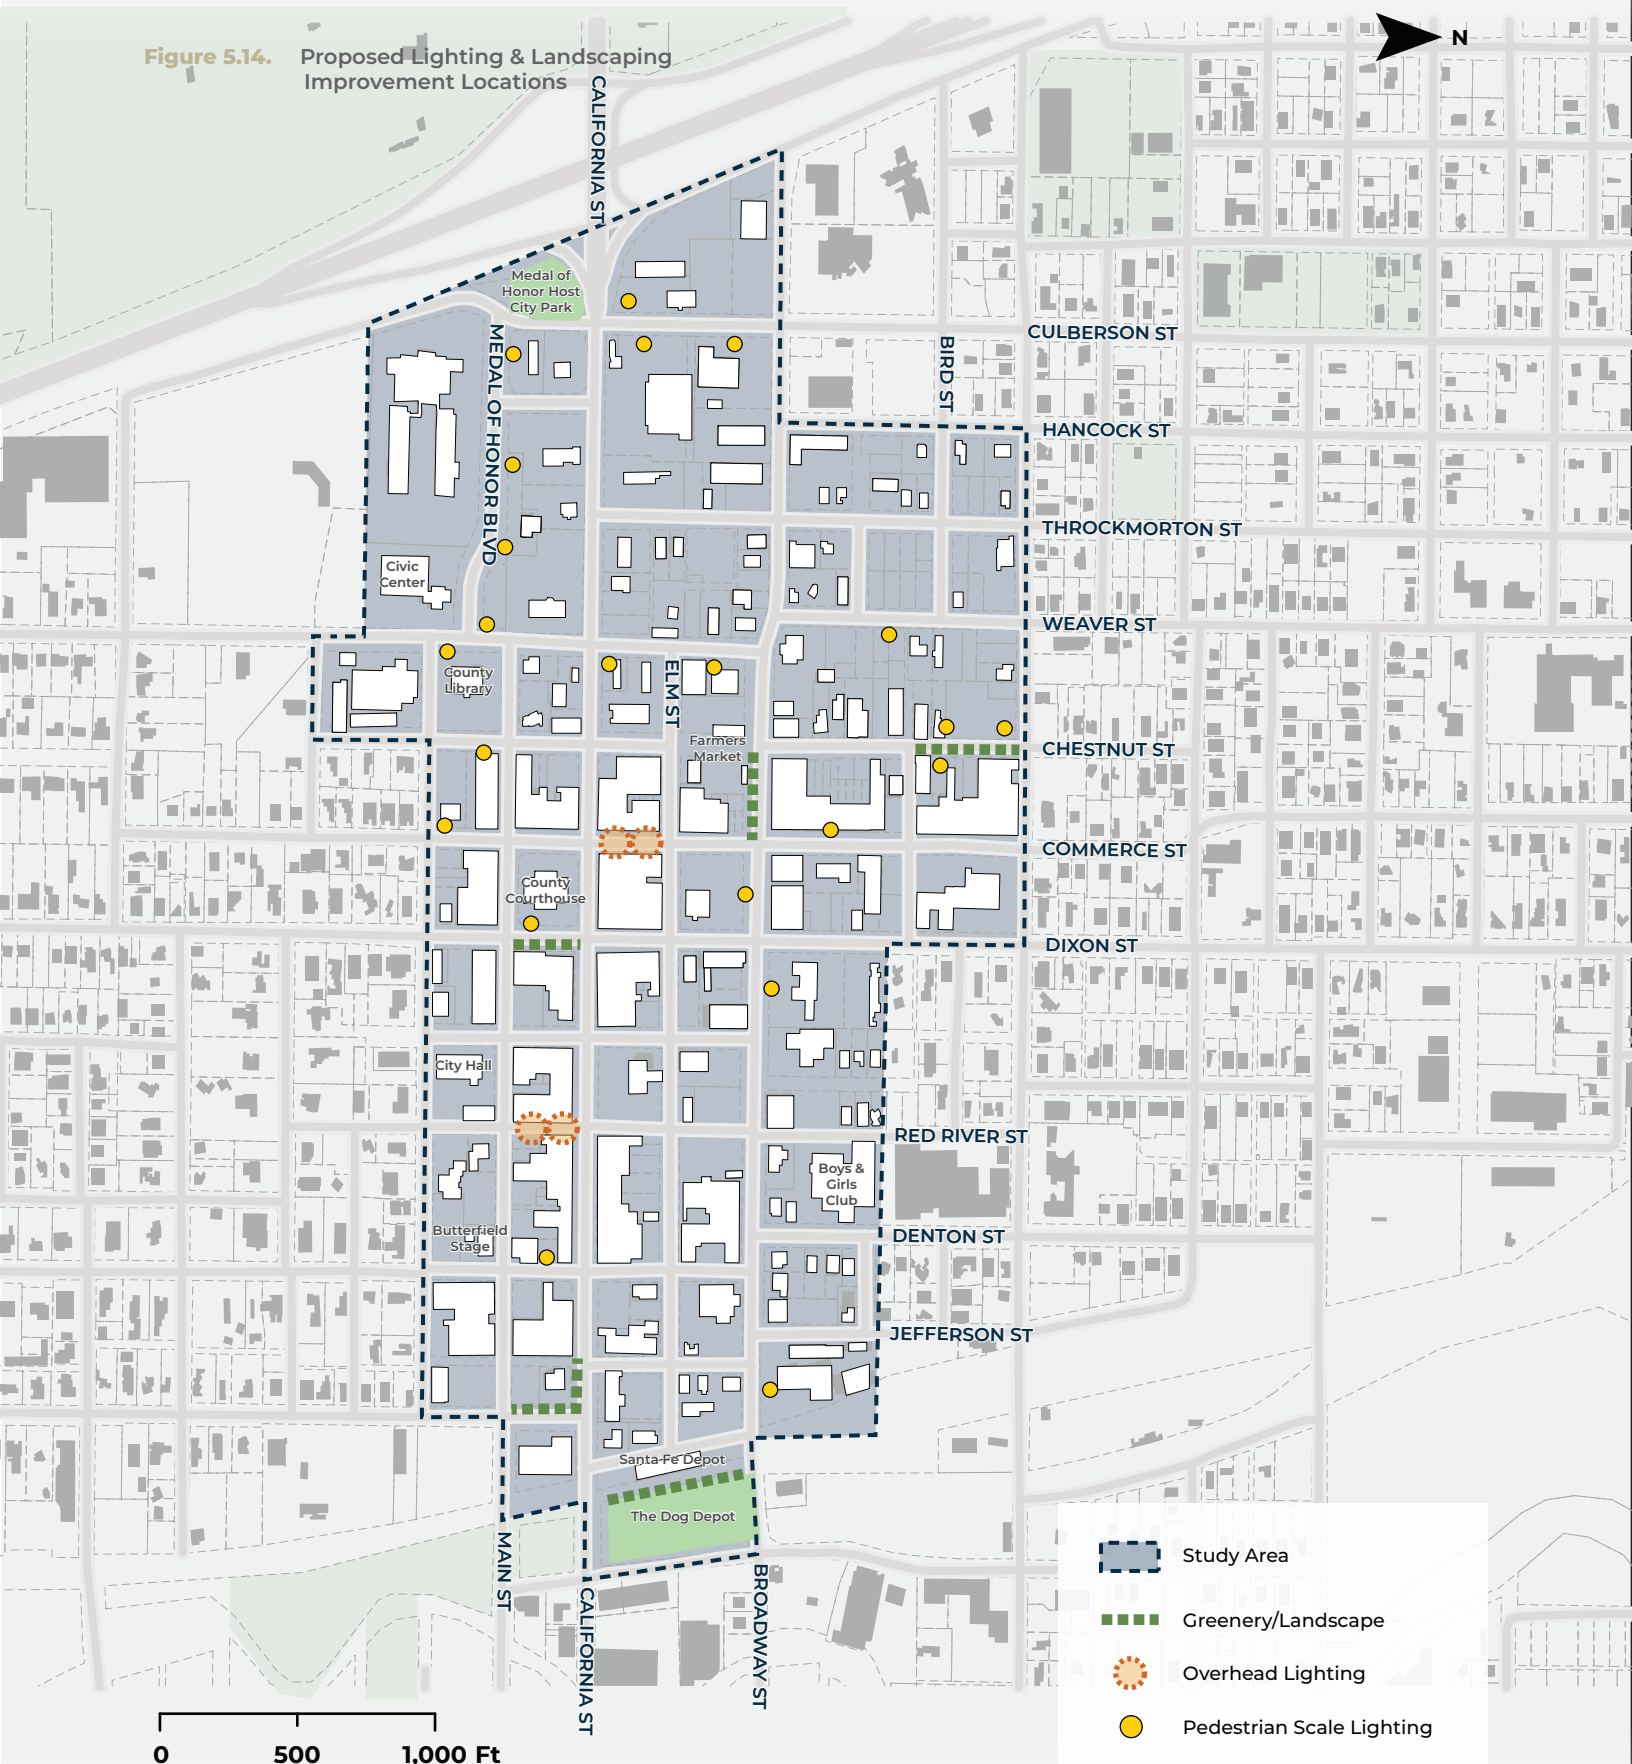 Figure 5.14. Proposed Lighting & Landscaping
Improvement Locations
N
CALIFORNIA ST
Medal of
Honor Host
City Park
MEDAL OF HONOR BLVD
BIRD ST
CULBERSON ST
HANCOCK ST
THROCKMORTON ST
Civic
Center
WEAVER ST
County
Library
ELM ST
Farmers
Market
CHESTNUT ST
COMMERCE ST
County
Courthouse
DIXON ST
City Hall
RED RIVER ST
Boys &
Girls
Club
Butterfield
Stage
DENTON ST
JEFFERSON ST
Santa Fe Depot
The Dog Depot
MAIN ST
CALIFORNIA ST
BROADWAY ST
Study Area
Greenery/Landscape
Overhead Lighting
Pedestrian Scale Lighting
0 500 1,000 Ft